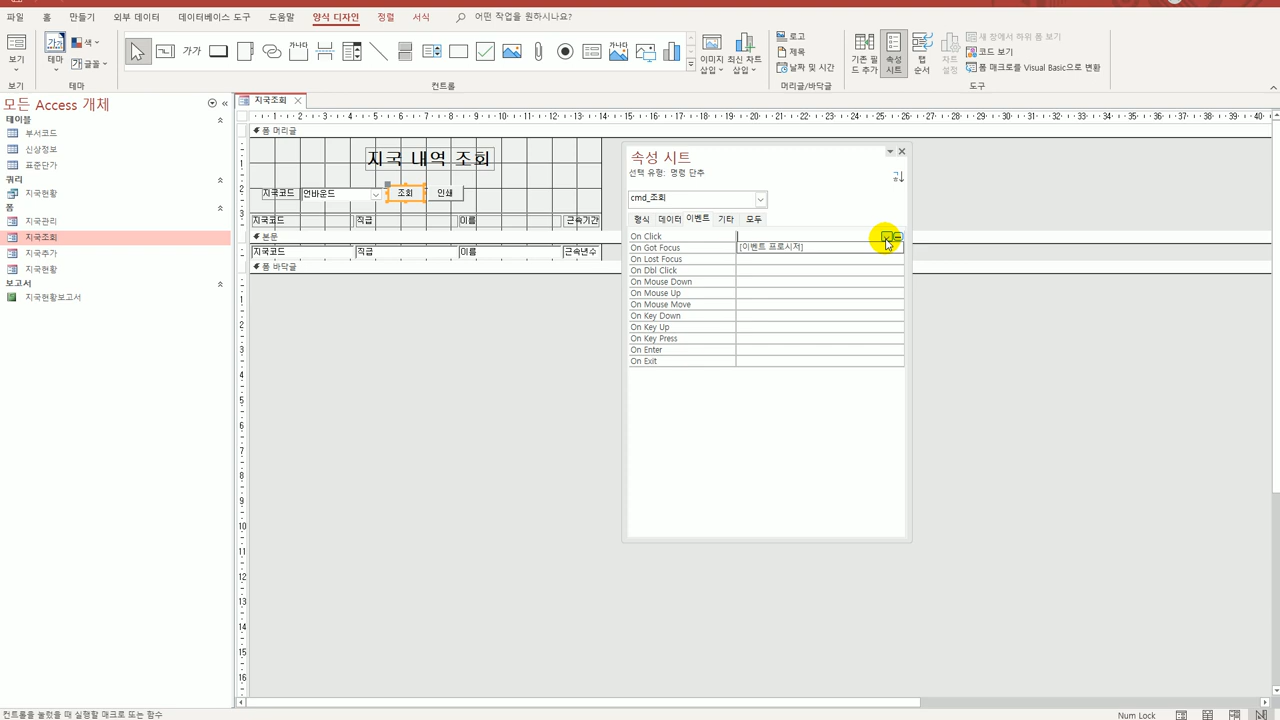 파일 홈 만들기 외부 데이터 데이터베이스 도구 도움말 양식 디자인 정렬 서식 어떤 작업을 원하시나요?
보기 테마 색 글꼴
가나다
이미지 삽입 최신 차트 삽입
로고
제목
날짜 및 시간
기존 필드 추가 속성 시트 탭 순서 차트 설정
새 창에서 하위 폼 보기
코드 보기
폼 매크로를 Visual Basic으로 변환
보기 테마 컨트롤 머리글/바닥글 도구
모든 Access 개체
테이블
부서코드
신상정보
표준단가
쿼리
지국현황
폼
지국관리
지국조회
지국추가
지국현황
보고서
지국현황보고서
지국조회
폼 머리글
지국 내역 조회
지국코드 언바운드 조회 인쇄
지국코드 직급 이름 근속기간
본문
지국코드 직급 이름 근속년수
폼 바닥글
속성 시트
선택 유형: 명령 단추
cmd_조회
형식 데이터 이벤트 기타 모두
On Click
On Got Focus [이벤트 프로시저]
On Lost Focus
On Dbl Click
On Mouse Down
On Mouse Up
On Mouse Move
On Key Down
On Key Up
On Key Press
On Enter
On Exit
컨트롤을 눌렀을 때 실행할 매크로 또는 함수 Num Lock